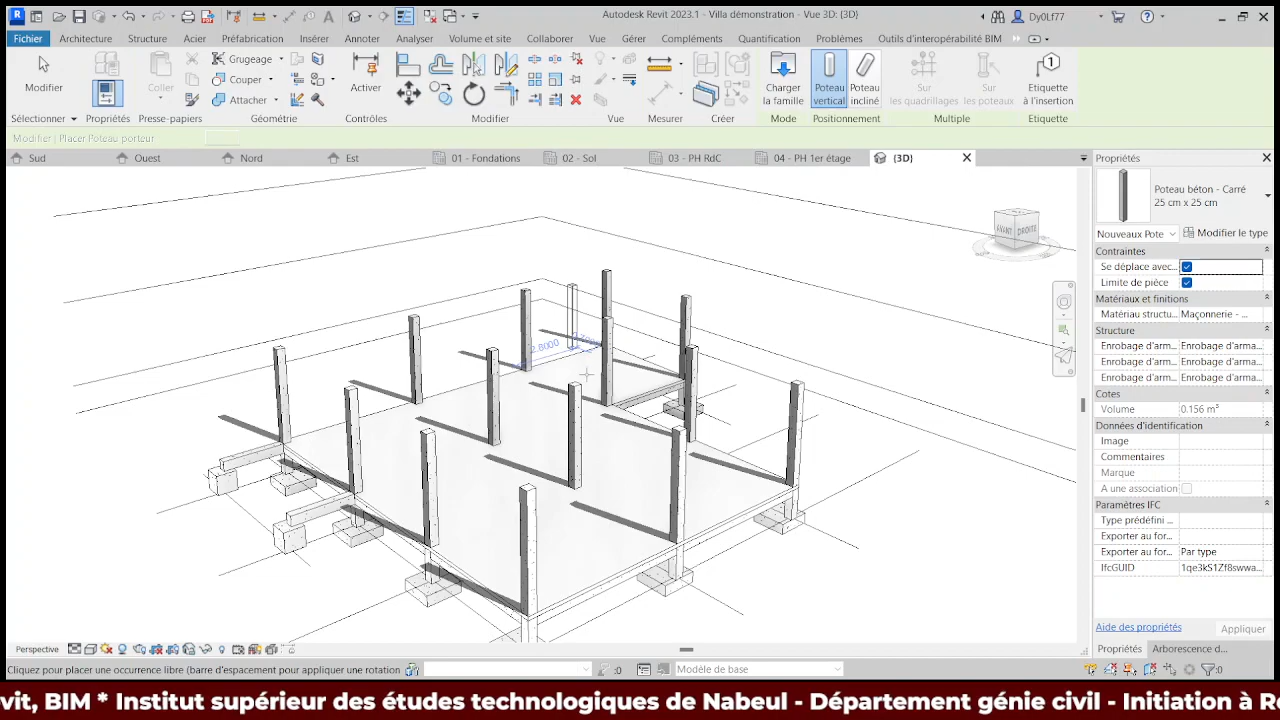 Autodesk Revit 2023.1 - Villa démonstration - Vue 3D: {3D}
Dy0Lf77
Fichier Architecture Structure Acier Préfabrication Insérer Annoter Analyser Volume et site Collaborer Vue Gérer Compléments Quantification Problèmes Outils d'interopérabilité BIM
Modifier
Coller
Grugeage
Couper
Attacher
Activer
Charger
la famille
Poteau
vertical
Poteau
incliné
Sur
les quadrillages
Sur
les poteaux
Etiquette
à l'insertion
Sélectionner Propriétés Presse-papiers Géométrie Contrôles Modifier Vue Mesurer Créer Mode Positionnement Multiple Etiquette
Modifier | Placer Poteau porteur
Sud Ouest Nord Est 01 - Fondations 02 - Sol 03 - PH RdC 04 - PH 1er étage {3D}
Propriétés
Poteau béton - Carré
25 cm x 25 cm
Nouveaux Pote
Modifier le type
Contraintes
Se déplace avec...
Limite de pièce
Matériaux et finitions
Matériau structu... Maçonnerie - ...
Structure
Enrobage d'arm... Enrobage d'arma...
Enrobage d'arm... Enrobage d'arma...
Enrobage d'arm... Enrobage d'arma...
Cotes
Volume 0.156 m³
Données d'identification
Image
Commentaires
Marque
A une association
Paramètres IFC
Type prédéfini ...
Exporter au for...
Exporter au for... Par type
IfcGUID 1qe3kS1Zf8swwa...
Aide des propriétés
Appliquer
Propriétés Arborescence d...
AVANT DROITE
2.8000
Perspective
Cliquez pour placer une occurrence libre (barre d'espacement pour appliquer une rotation
:0
Modèle de base
:0
vit, BIM * Institut supérieur des études technologiques de Nabeul - Département génie civil - Initiation à R